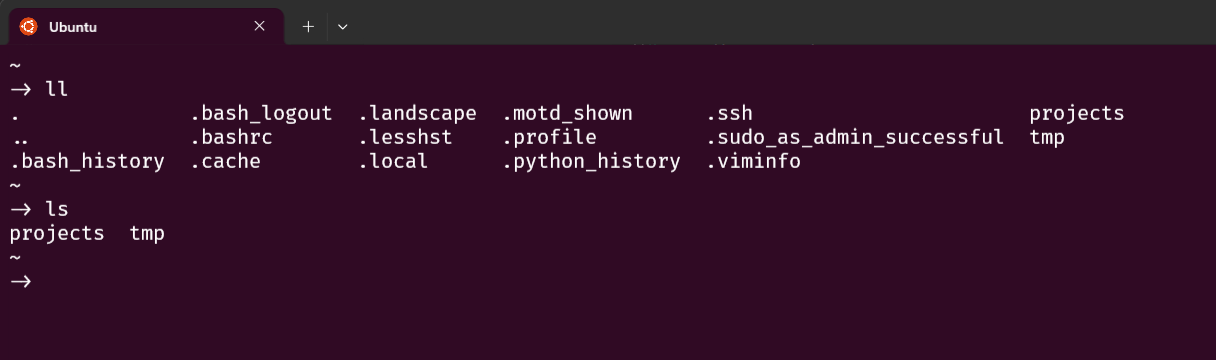 Ubuntu
~
→ ll
. .bash_logout .landscape .motd_shown .ssh projects
.. .bashrc .lesshst .profile .sudo_as_admin_successful tmp
.bash_history .cache .local .python_history .viminfo
~
→ ls
projects tmp
~
→